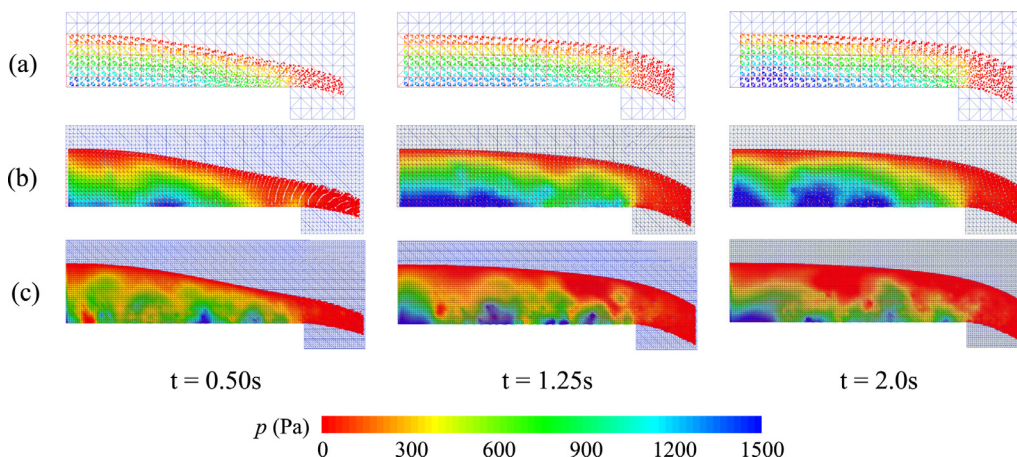 (a)
(b)
(c)
t = 0.50s t = 1.25s t = 2.0s
p (Pa)
0 300 600 900 1200 1500